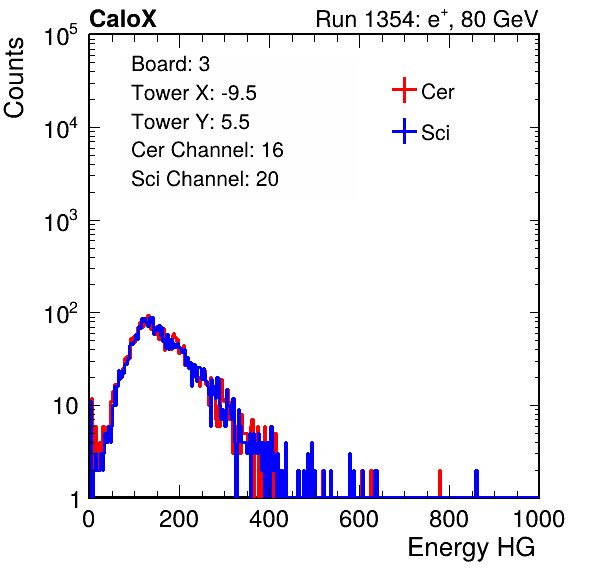 CaloX Run 1354: e+, 80 GeV
Counts
Board: 3
Tower X: -9.5
Tower Y: 5.5
Cer Channel: 16
Sci Channel: 20
Cer
Sci
10^5
10^4
10^3
10^2
10
1
0 200 400 600 800 1000
Energy HG